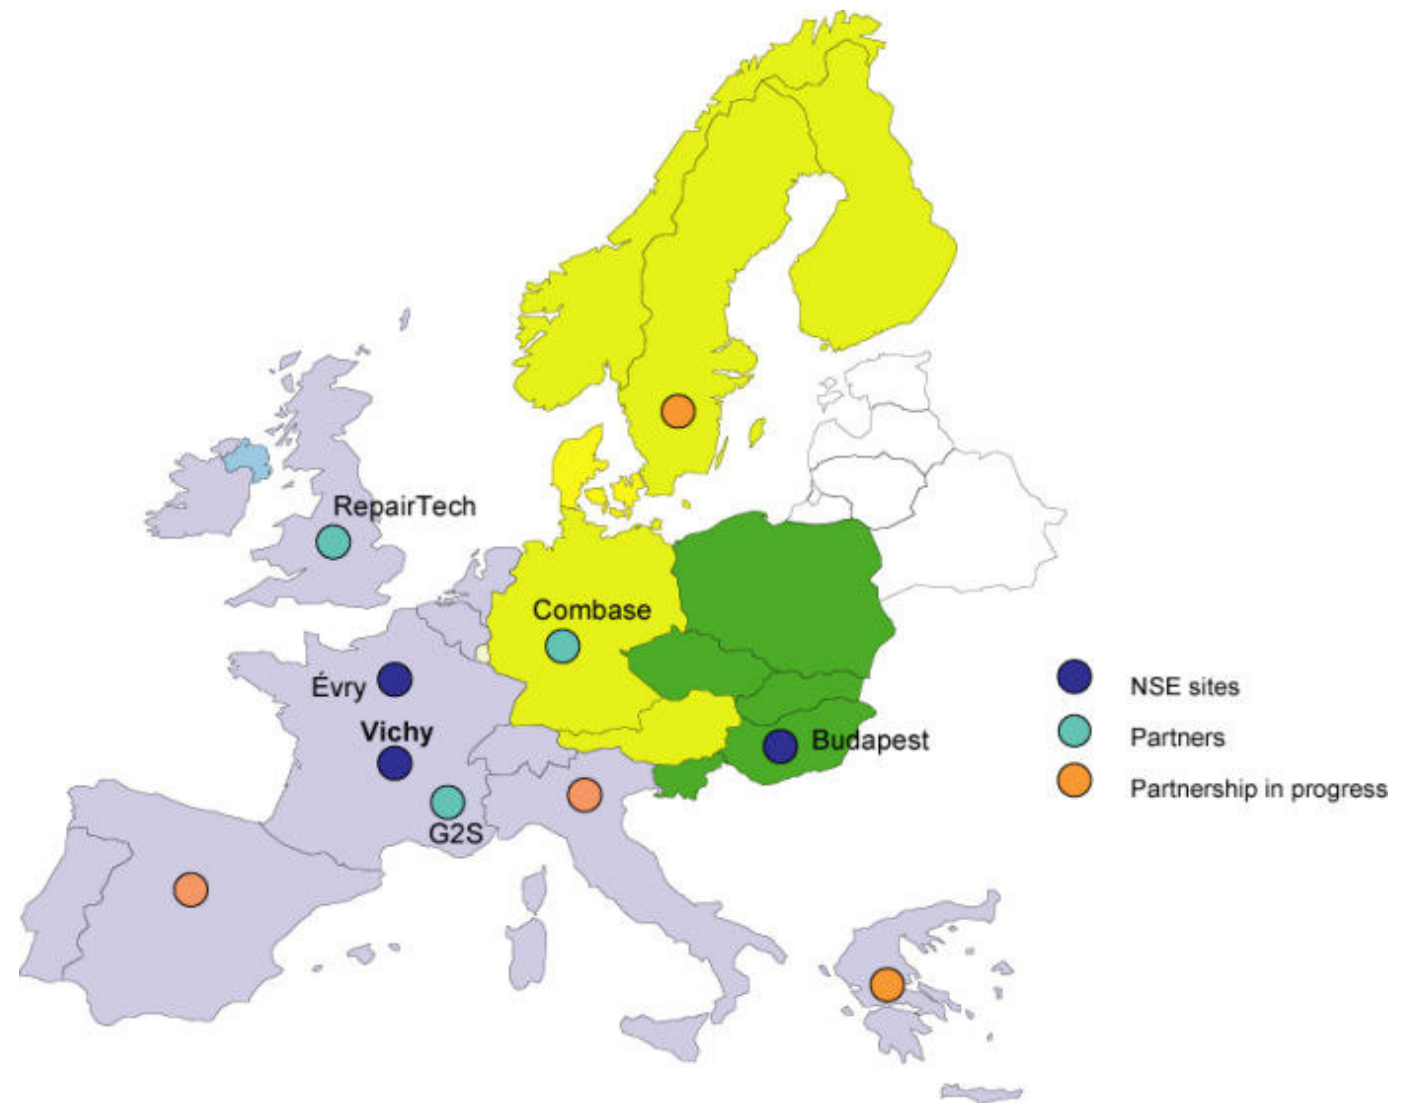 RepairTech
Combase
Évry
Vichy
Budapest
G2S
NSE sites
Partners
Partnership in progress